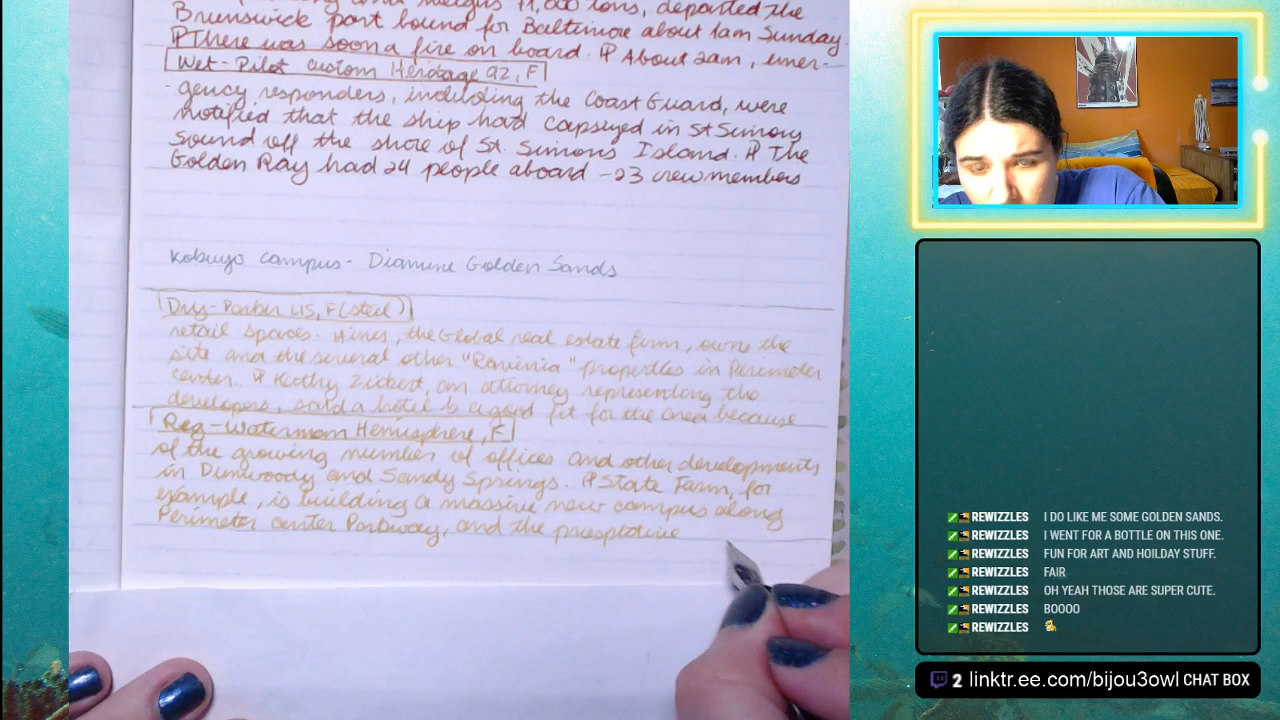 Brunswick port bound for Baltimore about 1am Sunday.
¶ There was soon a fire on board. ¶ About 2am, emer-
Wet-Pilot Custom Heritage 92, F
gency responders, including the Coast Guard, were
notified that the ship had capsized in St Simons
Sound off the shore of St. Simons Island. ¶ The
Golden Ray had 24 people aboard - 23 crew members
Kobuyo Campus - Diamine Golden Sands
Dry-Parker 45, F (steel)
retail spaces. Hines, the Global real estate firm, owns the
site and the several other "Ravinia" properties in Perimeter
Center. ¶ Kathy Zickert, an attorney representing the
developers, said a hotel is a good fit for the area because
Reg-Waterman Hemisphere, F
of the growing number of offices and other developments
in Dunwoody and Sandy Springs. ¶ State Farm, for
example, is building a massive new campus along
Perimeter Center Parkway, and the
REWIZZLES I DO LIKE ME SOME GOLDEN SANDS.
REWIZZLES I WENT FOR A BOTTLE ON THIS ONE.
REWIZZLES FUN FOR ART AND HOILDAY STUFF.
REWIZZLES FAIR
REWIZZLES OH YEAH THOSE ARE SUPER CUTE.
REWIZZLES BOOOO
REWIZZLES
2 linktr.ee.com/bijou3owl CHAT BOX